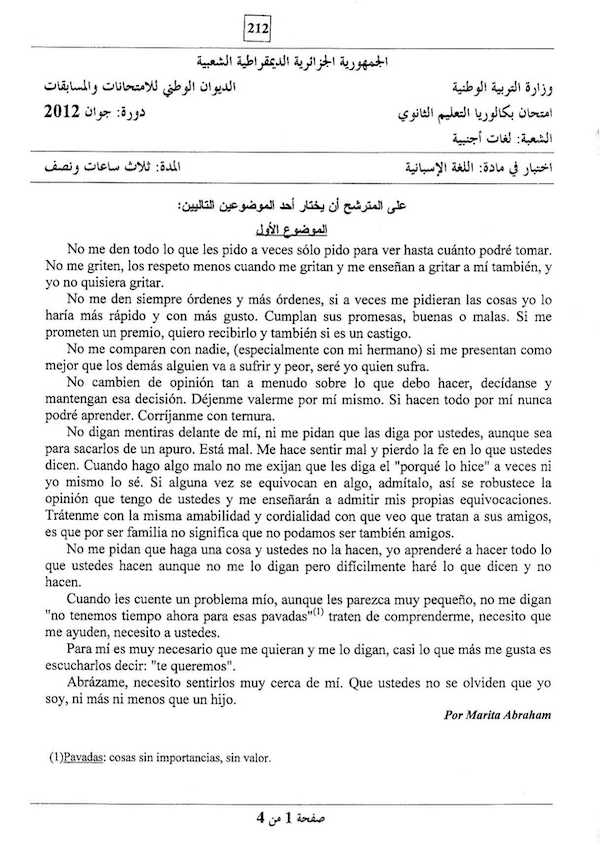 212
الجمهورية الجزائرية الديمقراطية الشعبية
وزارة التربية الوطنية الديوان الوطني للامتحانات والمسابقات
امتحان بكالوريا التعليم الثانوي دورة: جوان 2012
الشعبة: لغات أجنبية
اختبار في مادة: اللغة الإسبانية المدة: ثلاث ساعات ونصف
على المترشح أن يختار أحد الموضوعين التاليين:
الموضوع الأول
No me den todo lo que les pido a veces sólo pido para ver hasta cuánto podré tomar.
No me griten, los respeto menos cuando me gritan y me enseñan a gritar a mí también, y
yo no quisiera gritar.
No me den siempre órdenes y más órdenes, si a veces me pidieran las cosas yo lo
haría más rápido y con más gusto. Cumplan sus promesas, buenas o malas. Si me
prometen un premio, quiero recibirlo y también si es un castigo.
No me comparen con nadie, (especialmente con mi hermano) si me presentan como
mejor que los demás alguien va a sufrir y peor, seré yo quien sufra.
No cambien de opinión tan a menudo sobre lo que debo hacer, decídanse y
mantengan esa decisión. Déjenme valerme por mí mismo. Si hacen todo por mí nunca
podré aprender. Corríjanme con ternura.
No digan mentiras delante de mí, ni me pidan que las diga por ustedes, aunque sea
para sacarlos de un apuro. Está mal. Me hace sentir mal y pierdo la fe en lo que ustedes
dicen. Cuando hago algo malo no me exijan que les diga el "porqué lo hice" a veces ni
yo mismo lo sé. Si alguna vez se equivocan en algo, admítalo, así se robustece la
opinión que tengo de ustedes y me enseñarán a admitir mis propias equivocaciones.
Trátenme con la misma amabilidad y cordialidad con que veo que tratan a sus amigos,
es que por ser familia no significa que no podamos ser también amigos.
No me pidan que haga una cosa y ustedes no la hacen, yo aprenderé a hacer todo lo
que ustedes hacen aunque no me lo digan pero difícilmente haré lo que dicen y no
hacen.
Cuando les cuente un problema mío, aunque les parezca muy pequeño, no me digan
"no tenemos tiempo ahora para esas pavadas"(1) traten de comprenderme, necesito que
me ayuden, necesito a ustedes.
Para mí es muy necesario que me quieran y me lo digan, casi lo que más me gusta es
escucharlos decir: "te queremos".
Abrázame, necesito sentirlos muy cerca de mí. Que ustedes no se olviden que yo
soy, ni más ni menos que un hijo.
Por Marita Abraham
(1)Pavadas: cosas sin importancias, sin valor.
صفحة 1 من 4